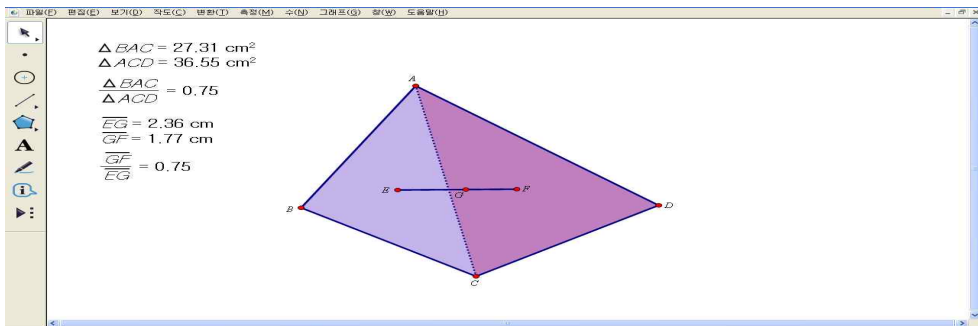 파일(F) 편집(E) 보기(D) 작도(C) 변환(T) 측정(M) 수(N) 그래프(G) 창(W) 도움말(H)
△BAC = 27.31 cm²
△ACD = 36.55 cm²
△BAC
△ACD = 0.75
EG = 2.36 cm
GF = 1.77 cm
GF
EG = 0.75
A
A
E G F
B D
C